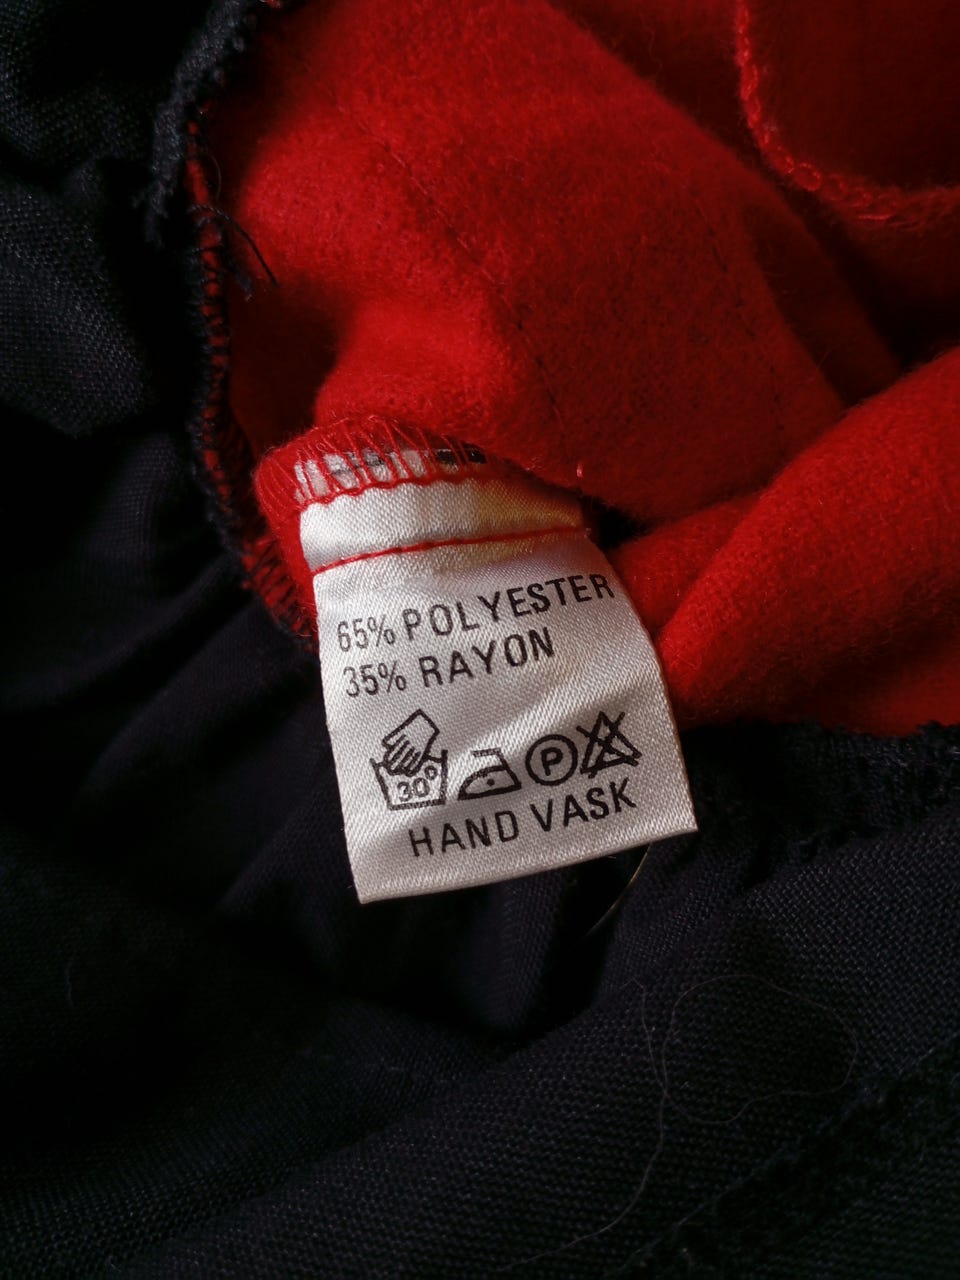 65% POLYESTER
35% RAYON
30° P
HAND VASK